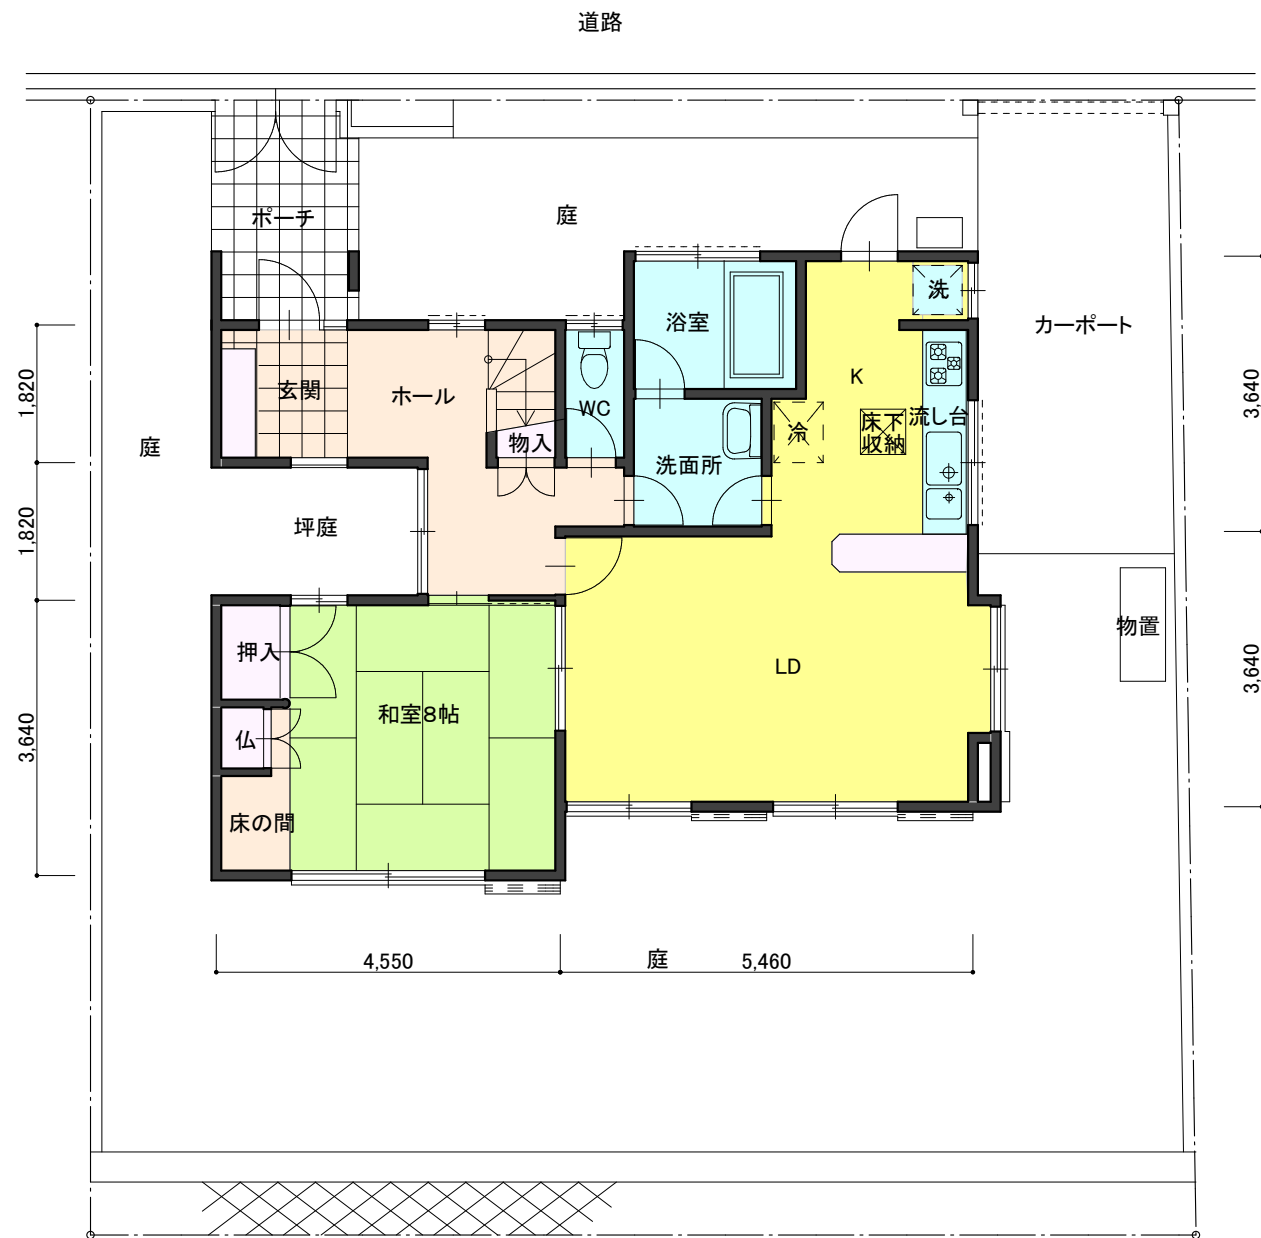 道路
ポーチ
庭
洗
浴室
カーポート
1,820
玄関
ホール
WC
K
冷
床下
収納
流し台
3,640
庭
物入
洗面所
1,820
坪庭
押入
LD
物置
3,640
3,640
仏
和室8帖
床の間
4,550
庭
5,460